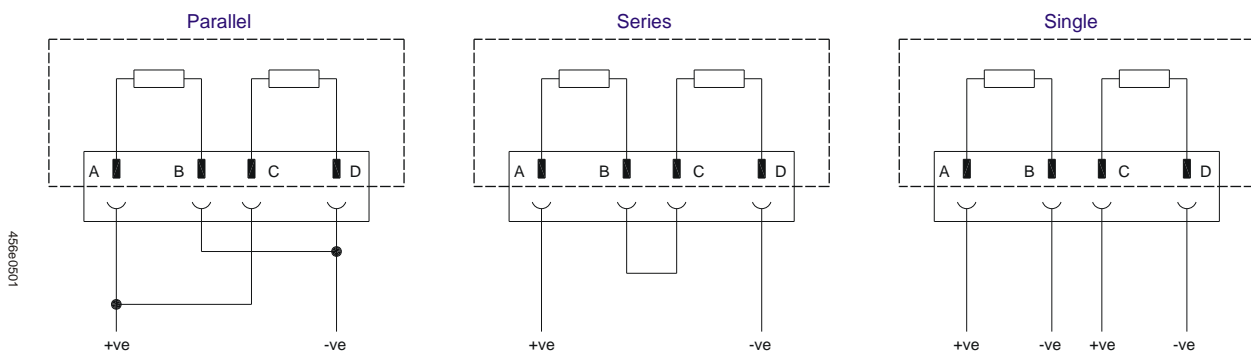 Parallel
Series
Single
A B C D
A B C D
A B C D
456e0501
+ve -ve
+ve -ve
+ve -ve +ve -ve